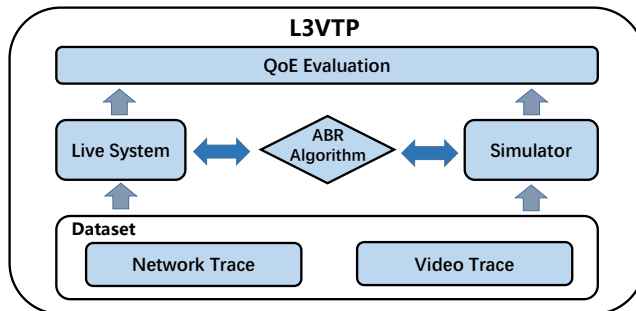 L3VTP
QoE Evaluation
Live System
ABR
Algorithm
Simulator
Dataset
Network Trace
Video Trace